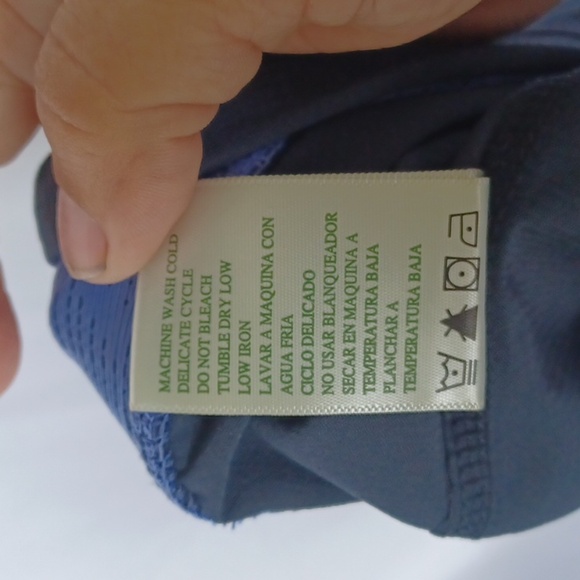 MACHINE WASH COLD
DELICATE CYCLE
DO NOT BLEACH
TUMBLE DRY LOW
LOW IRON
LAVAR A MAQUINA CON
AGUA FRIA
CICLO DELICADO
NO USAR BLANQUEADOR
SECAR EN MAQUINA A
TEMPERATURA BAJA
PLANCHAR A
TEMPERATURA BAJA